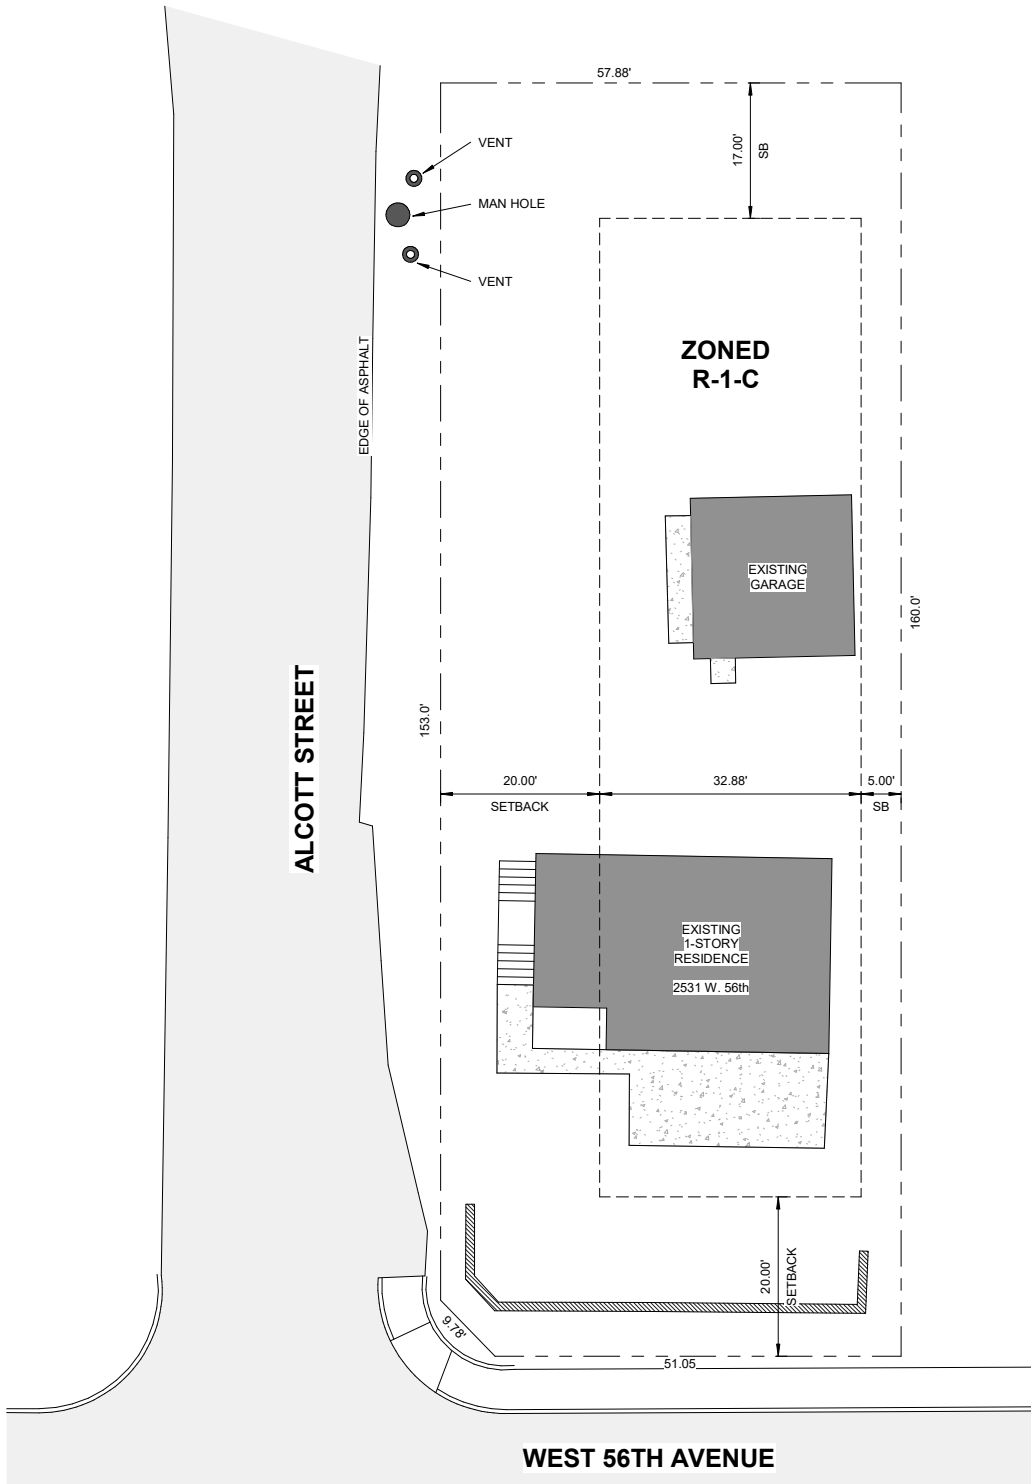 57.88'
17.00'
SB
VENT
MAN HOLE
VENT
EDGE OF ASPHALT
ZONED
R-1-C
EXISTING
GARAGE
160.0'
ALCOTT STREET
153.0'
20.00'
SETBACK
32.88'
5.00'
SB
EXISTING
1-STORY
RESIDENCE
2531 W. 56th
20.00'
SETBACK
9.78'
51.05
WEST 56TH AVENUE